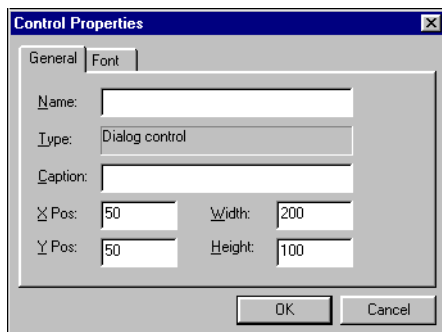 Control Properties
General Font
Name:
Type: Dialog control
Caption:
X Pos: 50 Width: 200
Y Pos: 50 Height: 100
OK Cancel